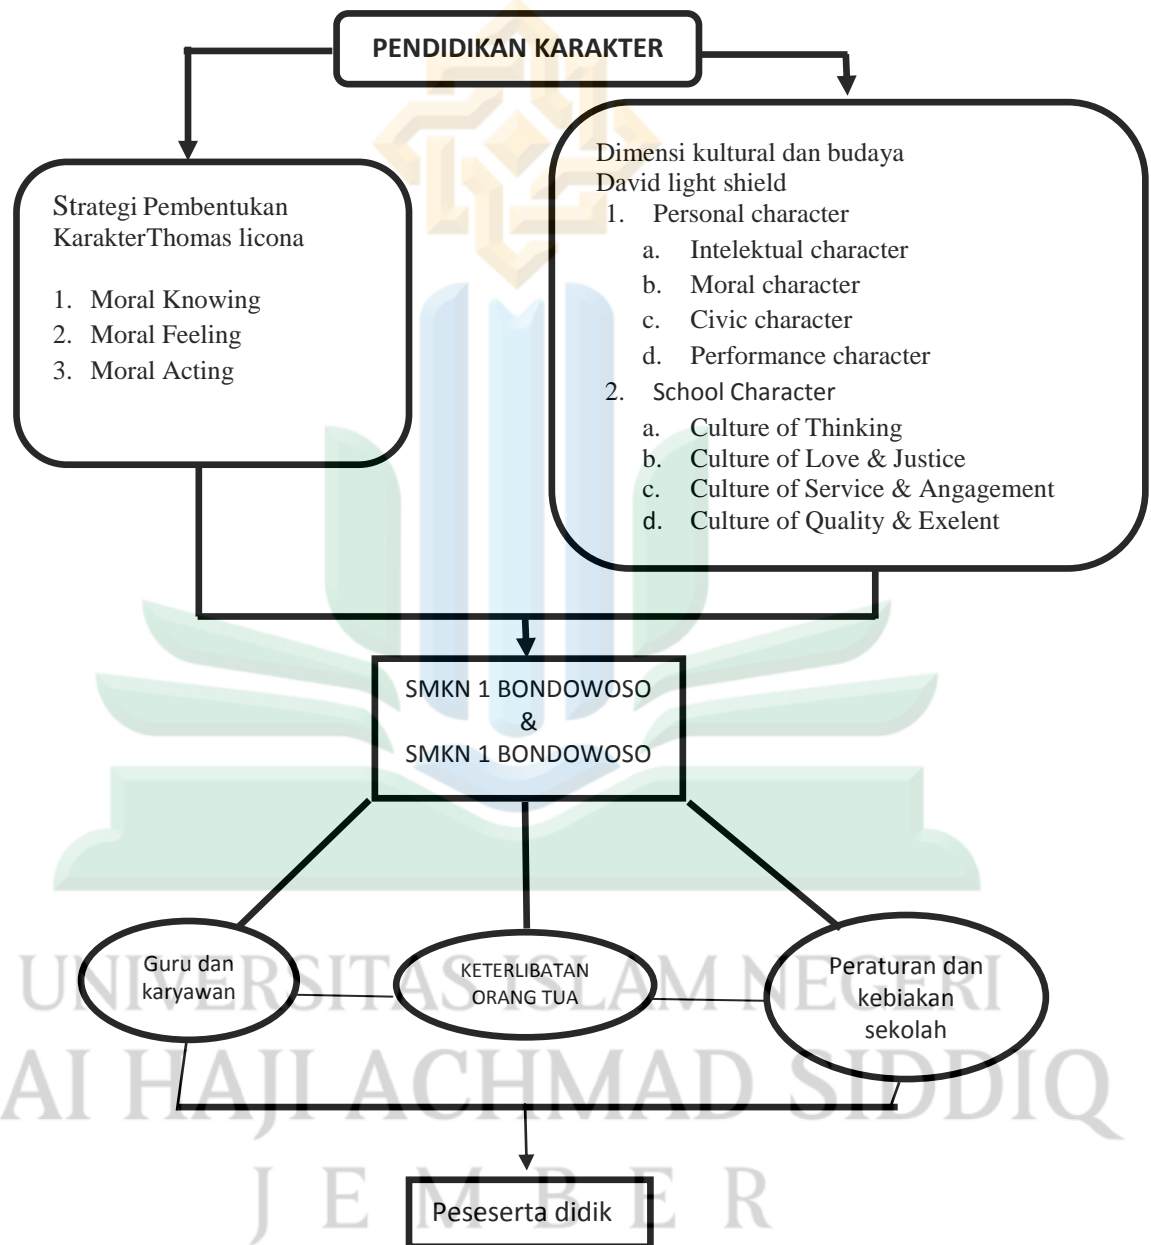 PENDIDIKAN KARAKTER
Strategi Pembentukan
KarakterThomas licona
1. Moral Knowing
2. Moral Feeling
3. Moral Acting
Dimensi kultural dan budaya
David light shield
1. Personal character
a. Intelektual character
b. Moral character
c. Civic character
d. Performance character
2. School Character
a. Culture of Thinking
b. Culture of Love & Justice
c. Culture of Service & Angagement
d. Culture of Quality & Exelent
SMKN 1 BONDOWOSO
&
SMKN 1 BONDOWOSO
Guru dan
karyawan
KETERLIBATAN
ORANG TUA
Peraturan dan
kebiakan
sekolah
UNIVERSITAS ISLAM NEGERI
AI HAJI ACHMAD SIDDIQ
JEMBER
Peseserta didik